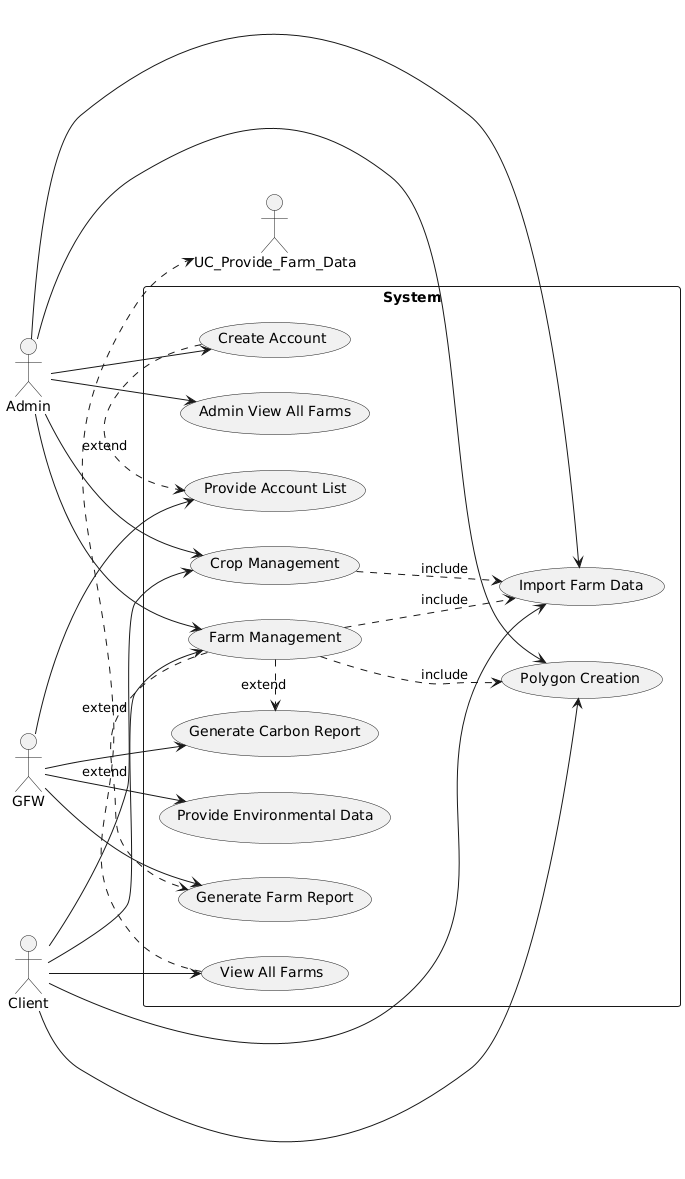 UC_Provide_Farm_Data
System
Create Account
Admin
Admin View All Farms
extend
Provide Account List
Crop Management
include
Import Farm Data
include
Farm Management
include
Polygon Creation
extend
extend
Generate Carbon Report
GFW
extend
Provide Environmental Data
Generate Farm Report
View All Farms
Client